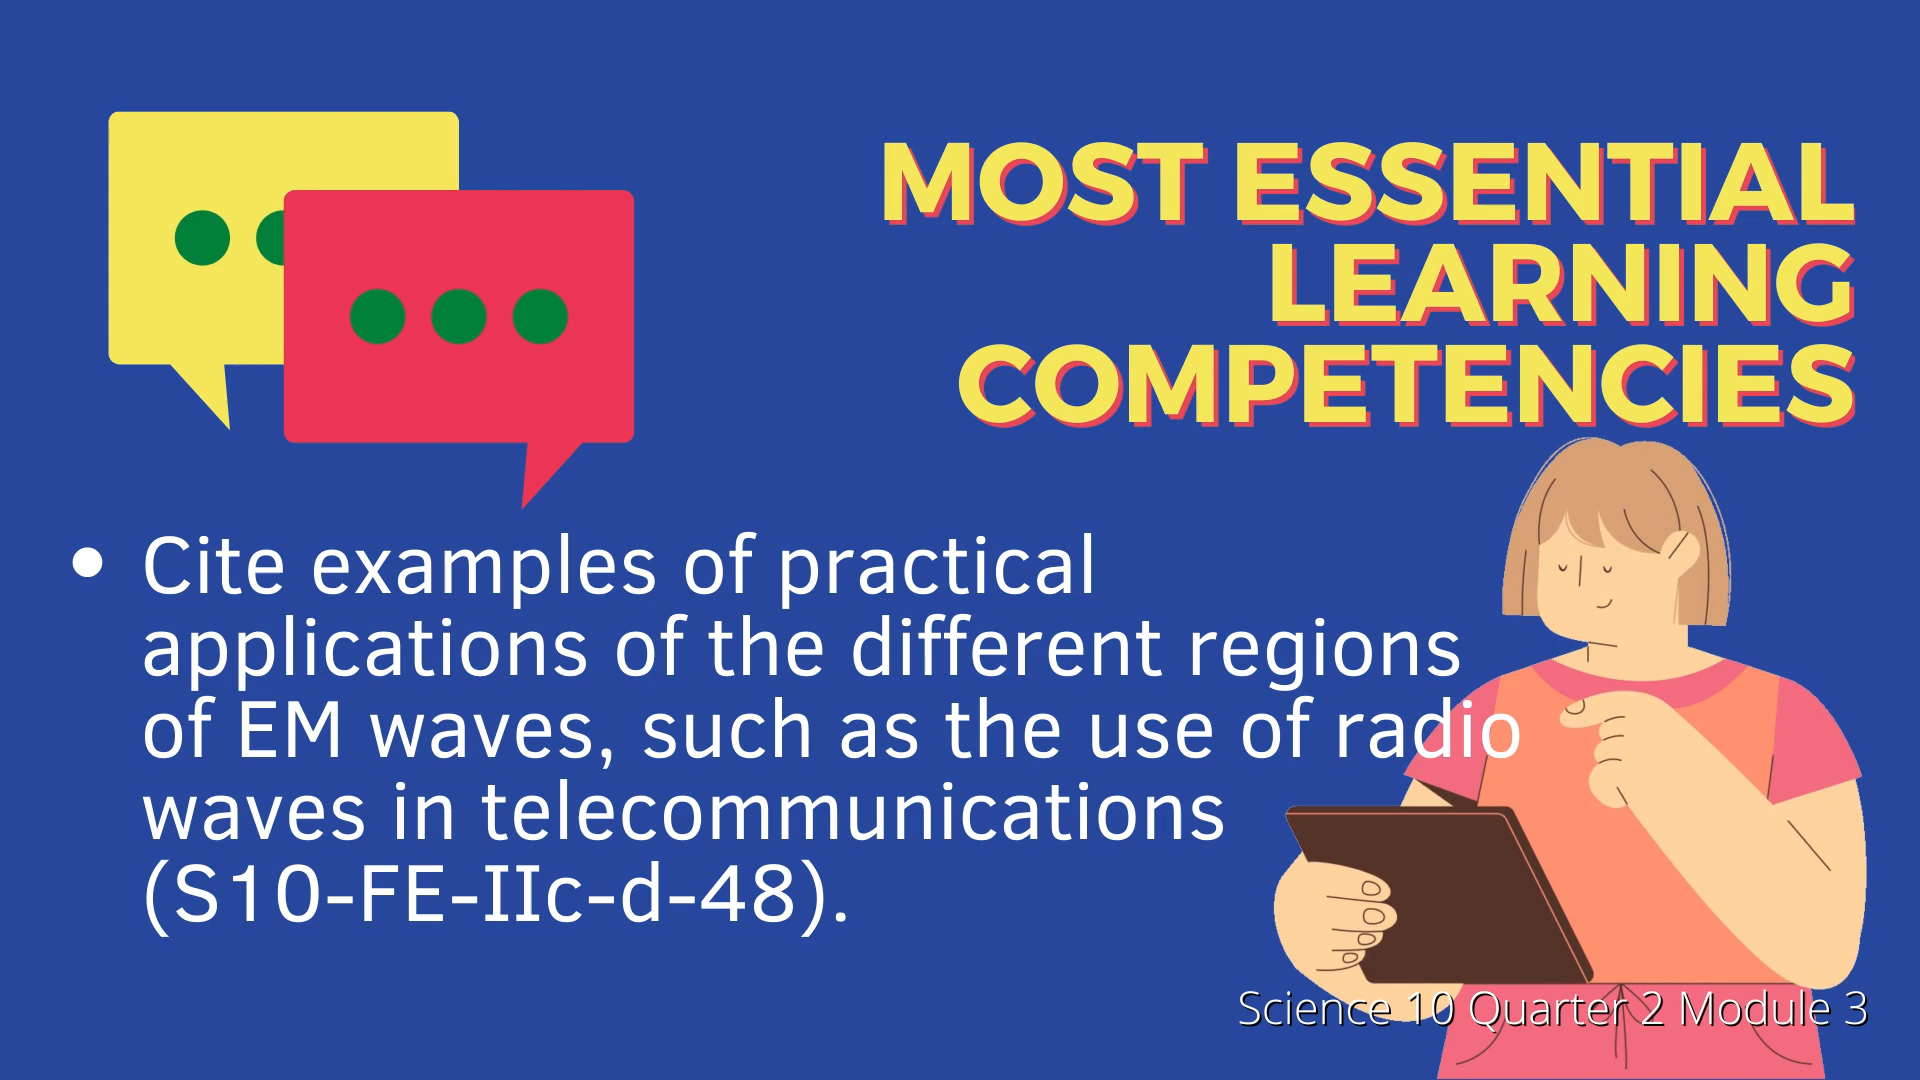 MOST ESSENTIAL
LEARNING
COMPETENCIES
• Cite examples of practical
applications of the different regions
of EM waves, such as the use of radio
waves in telecommunications
(S10-FE-IIc-d-48).
Science 10 Quarter 2 Module 3